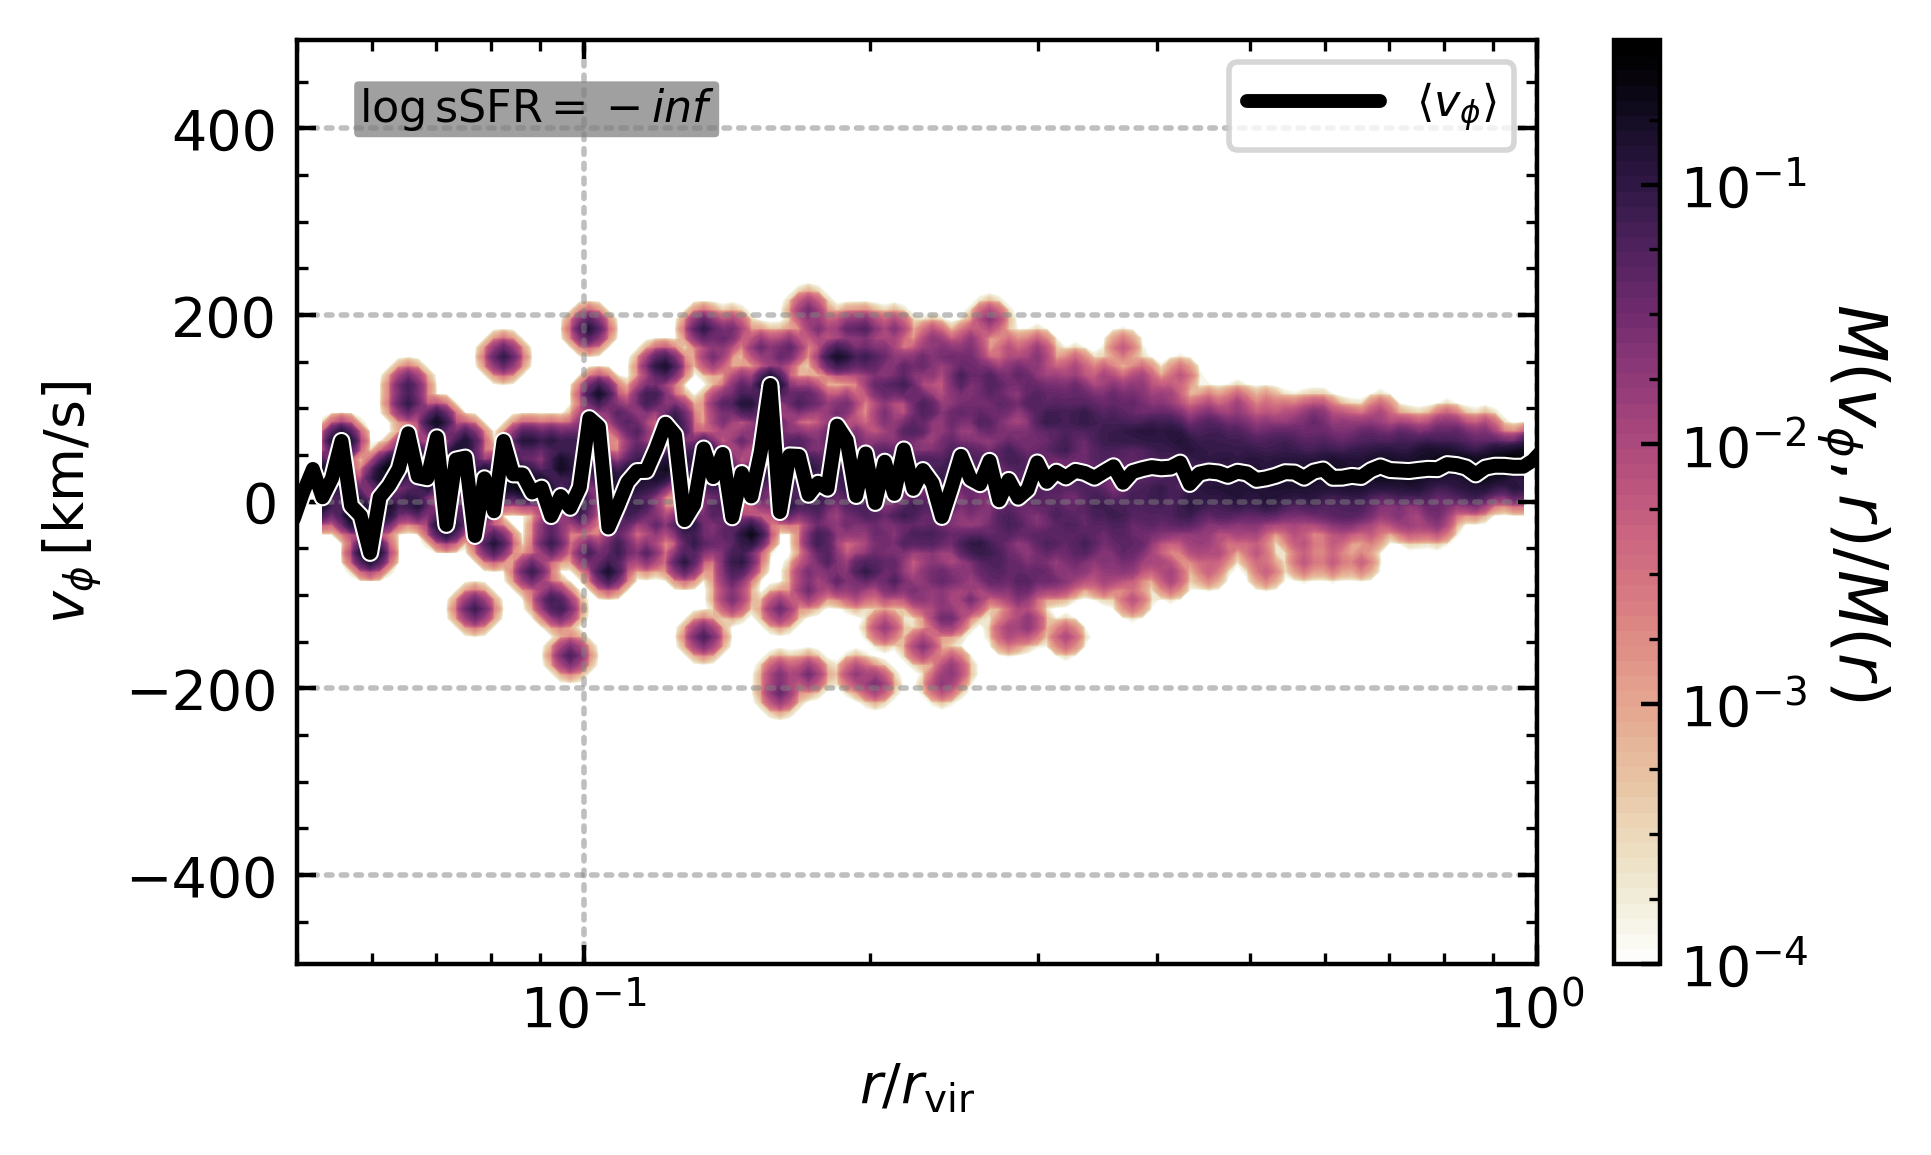 log sSFR = −inf
⟨v_ϕ⟩
400
200
0
−200
−400
v_ϕ [km/s]
10^{−1}
10^{0}
r/r_vir
10^{−1}
10^{−2}
10^{−3}
10^{−4}
M(v_ϕ, r)/M(r)